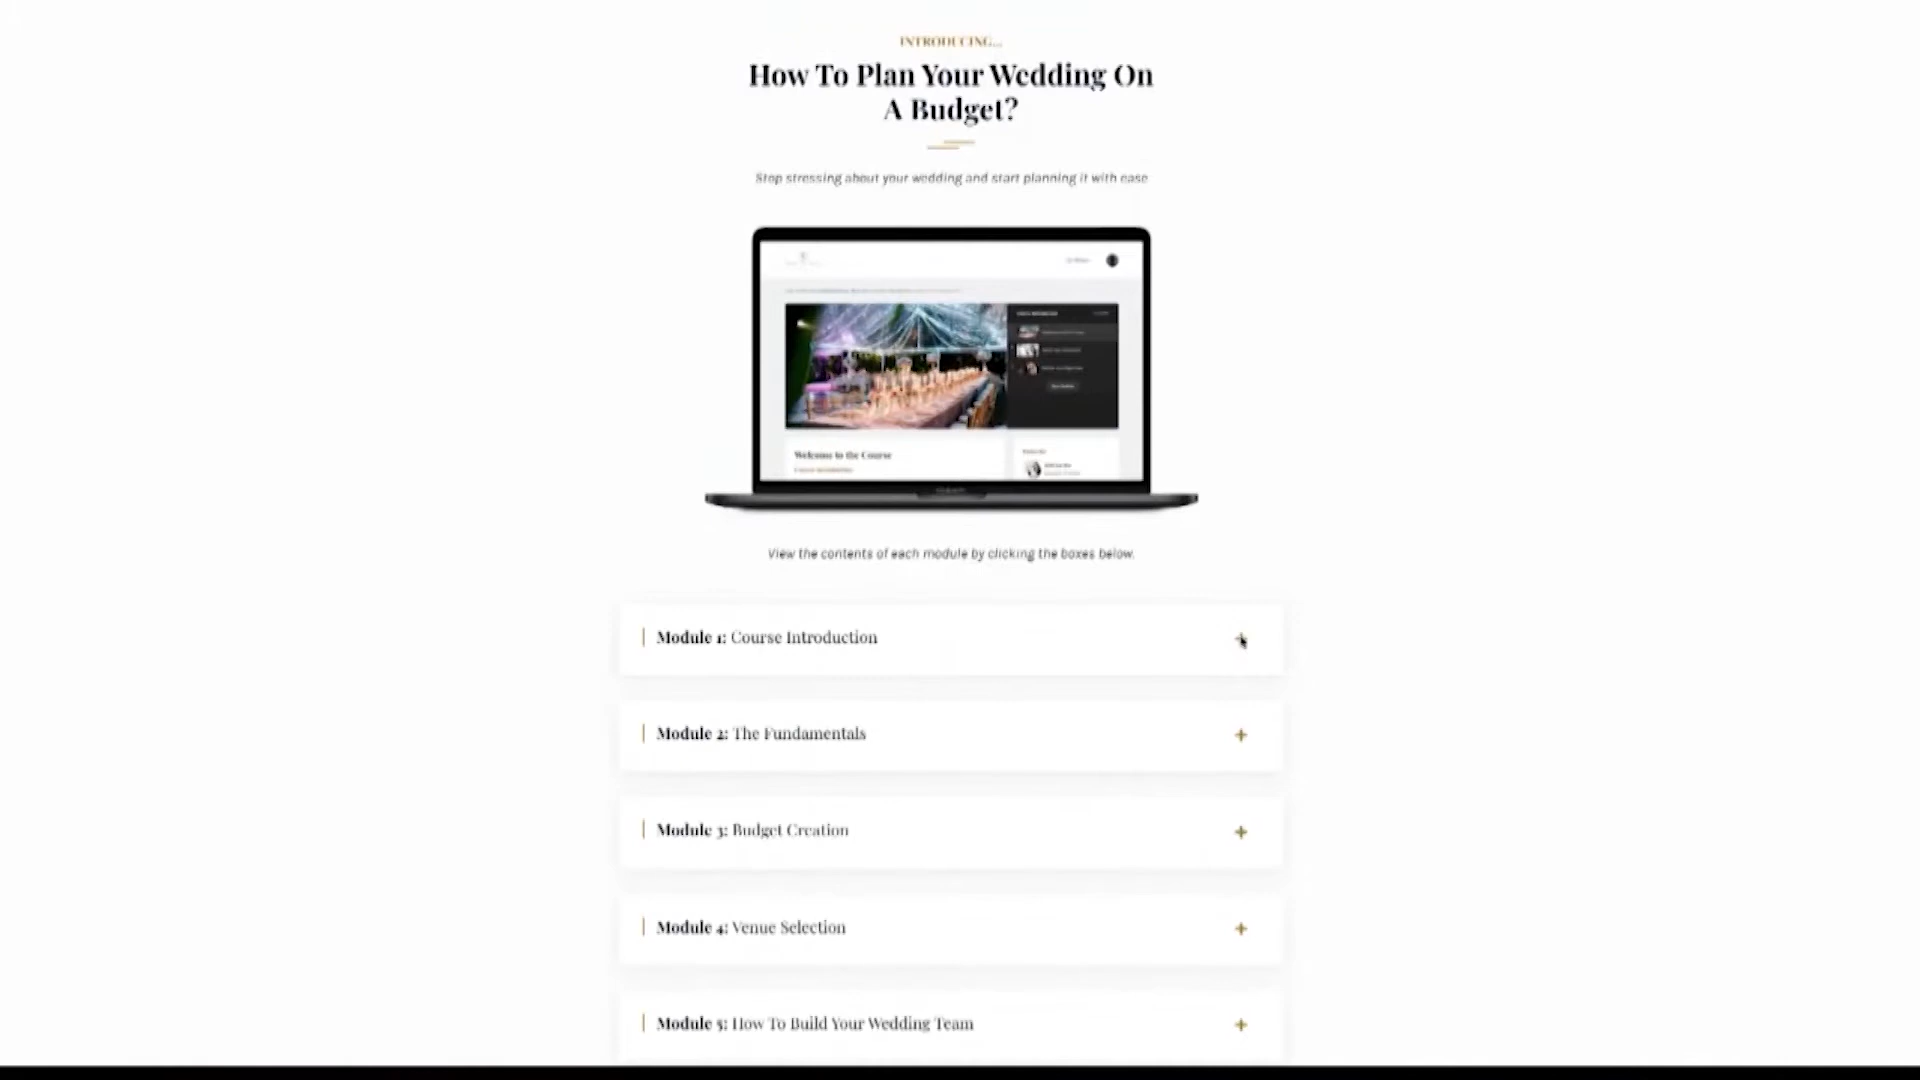 INTRODUCING...
How To Plan Your Wedding On
A Budget?
Stop stressing about your wedding and start planning it with ease
Welcome to the Course
View the contents of each module by clicking the boxes below.
Module 1: Course Introduction
Module 2: The Fundamentals
Module 3: Budget Creation
Module 4: Venue Selection
Module 5: How To Build Your Wedding Team